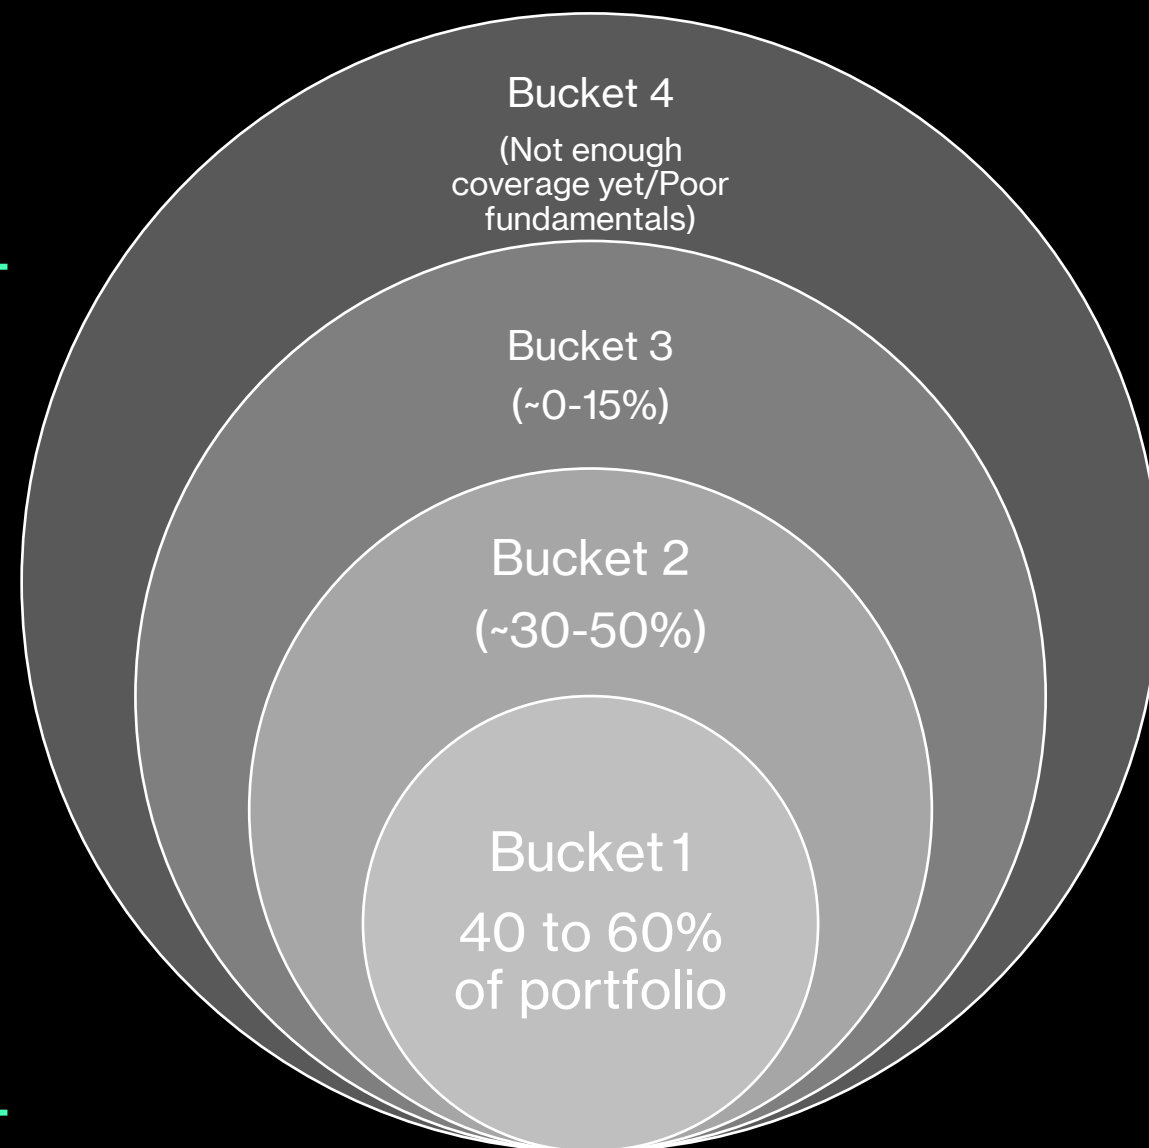 Bucket 4
(Not enough
coverage yet/Poor
fundamentals)
Bucket 3
(~0-15%)
Bucket 2
(~30-50%)
Bucket 1
40 to 60%
of portfolio